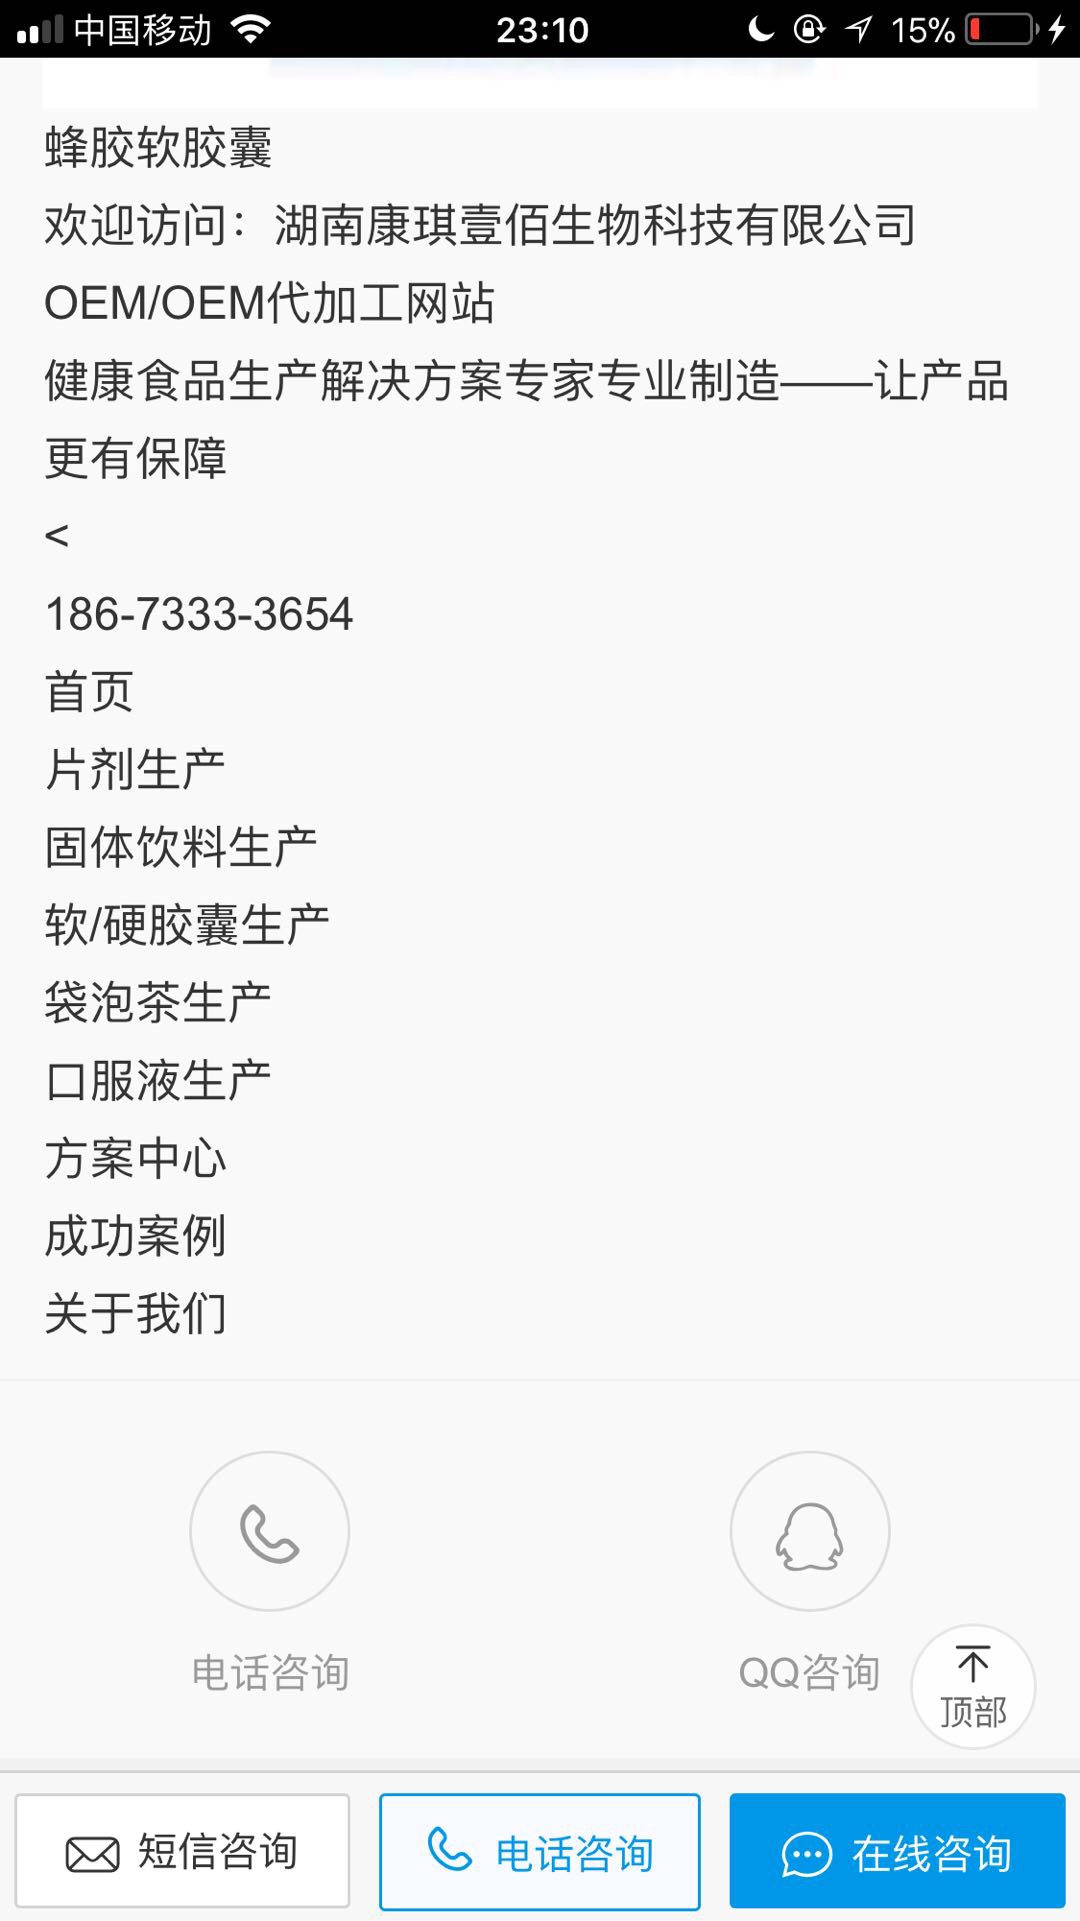 中国移动 23:10 15%
蜂胶软胶囊
欢迎访问：湖南康琪壹佰生物科技有限公司
OEM/OEM代加工网站
健康食品生产解决方案专家专业制造——让产品
更有保障
<
186-7333-3654
首页
片剂生产
固体饮料生产
软/硬胶囊生产
袋泡茶生产
口服液生产
方案中心
成功案例
关于我们
电话咨询 QQ咨询
顶部
短信咨询 电话咨询 在线咨询